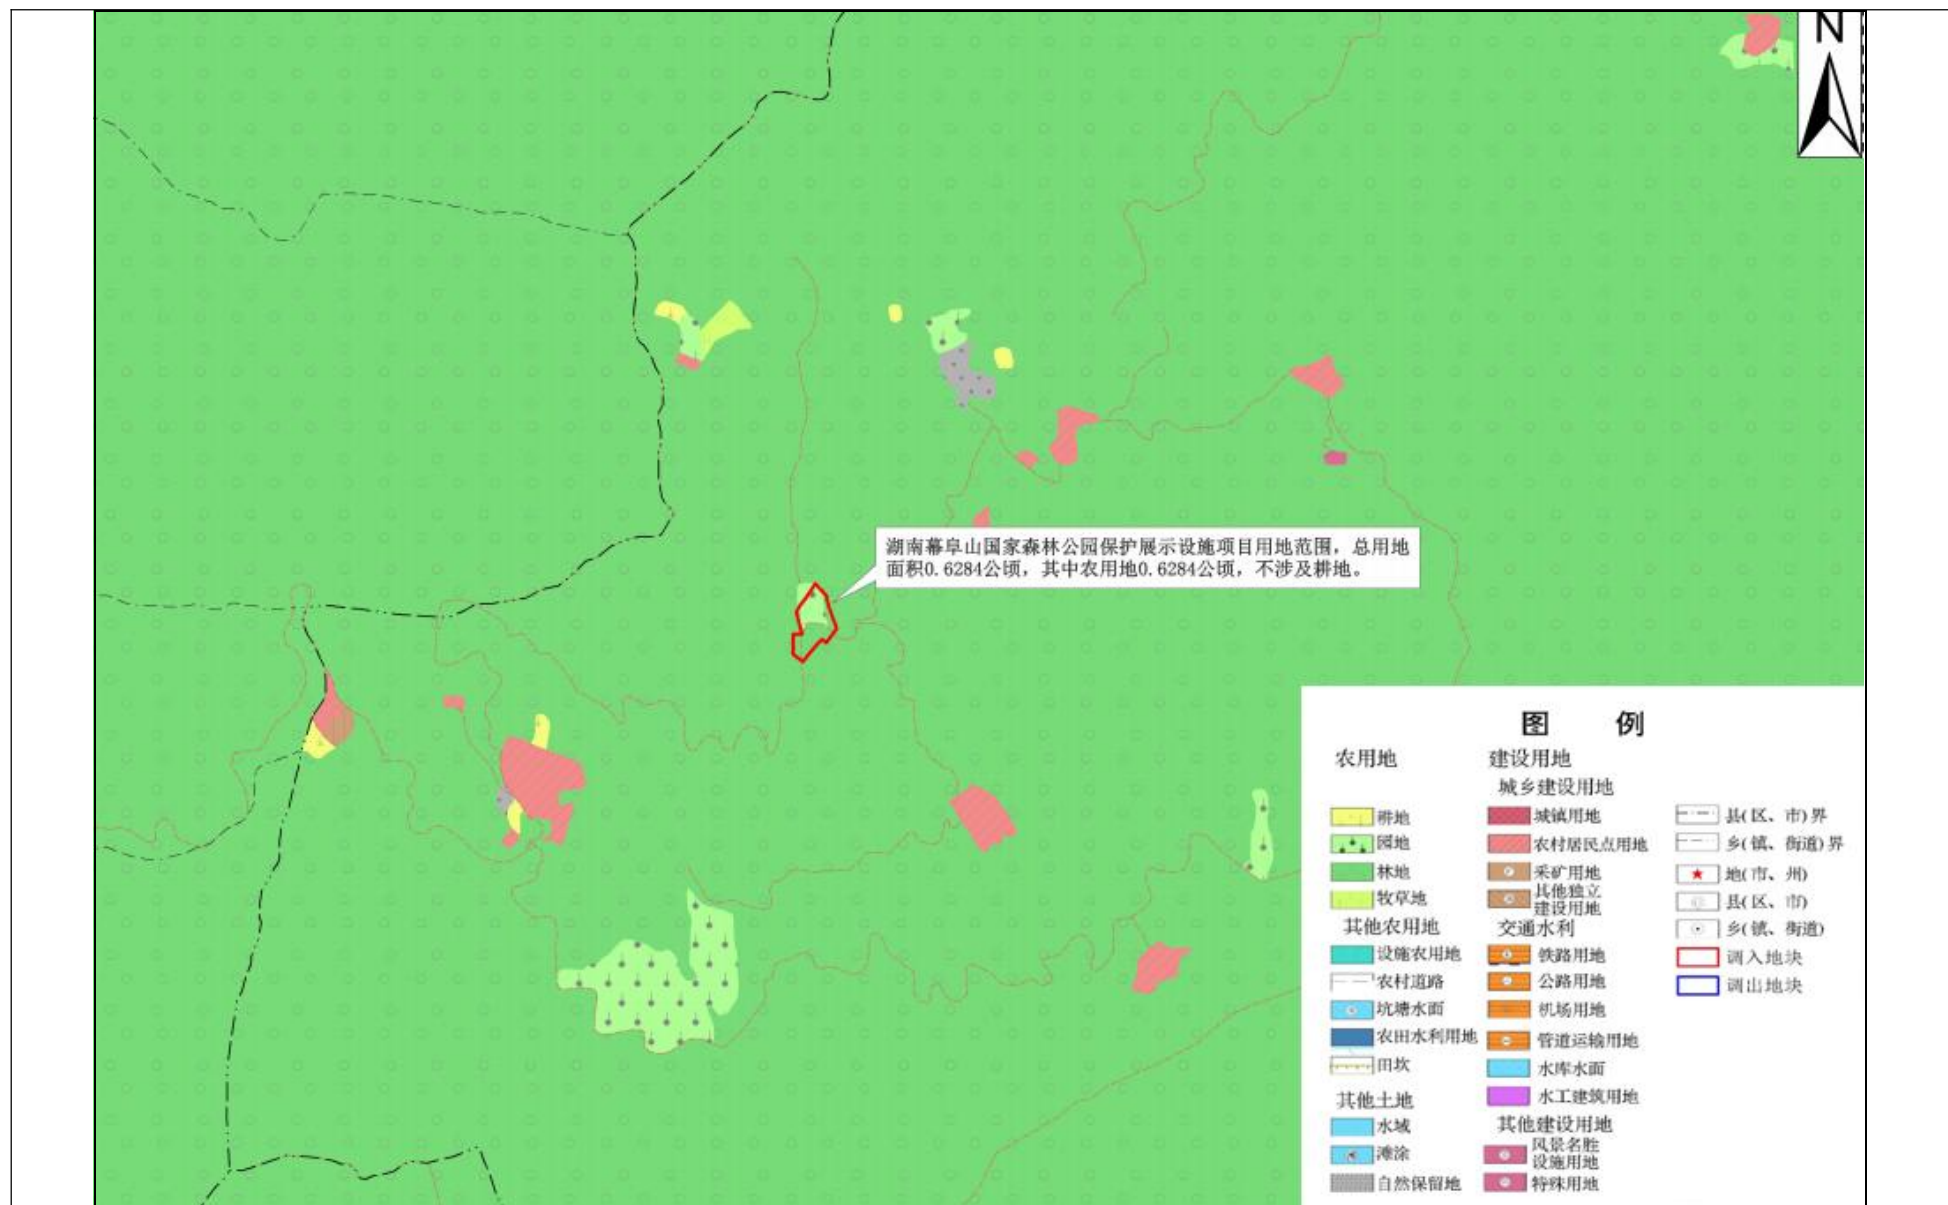 N
湖南幕阜山国家森林公园保护展示设施项目用地范围，总用地
面积0.6284公顷，其中农用地0.6284公顷，不涉及耕地。
图 例
农用地
耕地
园地
林地
牧草地
其他农用地
设施农用地
农村道路
坑塘水面
农田水利用地
田坎
其他土地
水域
滩涂
自然保留地
建设用地
城乡建设用地
城镇用地
农村居民点用地
采矿用地
其他独立
建设用地
交通水利
铁路用地
公路用地
机场用地
管道运输用地
水库水面
水工建筑用地
其他建设用地
风景名胜
设施用地
特殊用地
县(区、市)界
乡(镇、街道)界
地(市、州)
县(区、市)
乡(镇、街道)
调入地块
调出地块